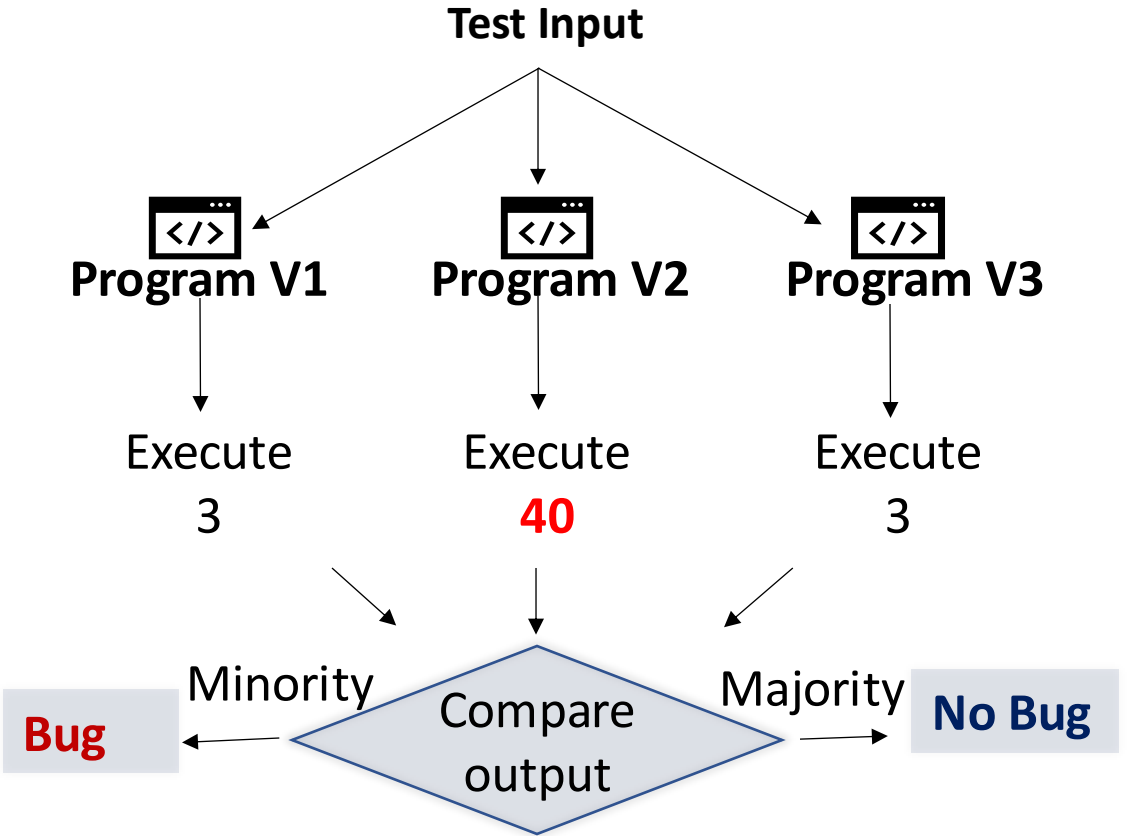 Test Input
</>
</>
</>
Program V1
Program V2
Program V3
Execute
3
Execute
40
Execute
3
Minority
Majority
Compare
output
Bug
No Bug